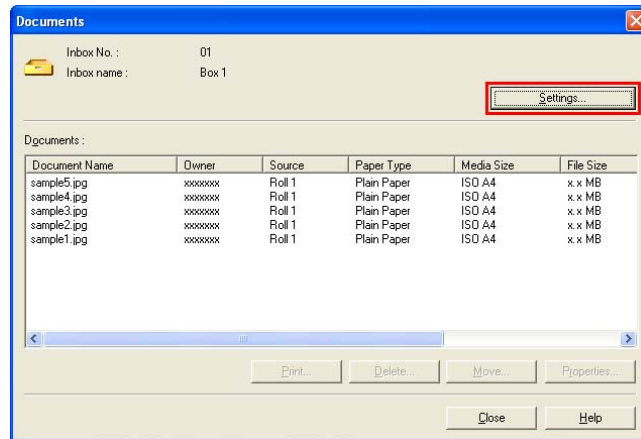 Documents
Inbox No. : 01
Inbox name : Box 1
Settings...
Documents :
Document Name Owner Source Paper Type Media Size File Size
sample5.jpg xxxxxxx Roll 1 Plain Paper ISO A4 x.x MB
sample4.jpg xxxxxxx Roll 1 Plain Paper ISO A4 x.x MB
sample3.jpg xxxxxxx Roll 1 Plain Paper ISO A4 x.x MB
sample2.jpg xxxxxxx Roll 1 Plain Paper ISO A4 x.x MB
sample1.jpg xxxxxxx Roll 1 Plain Paper ISO A4 x.x MB
Print... Delete... Move... Properties...
Close Help